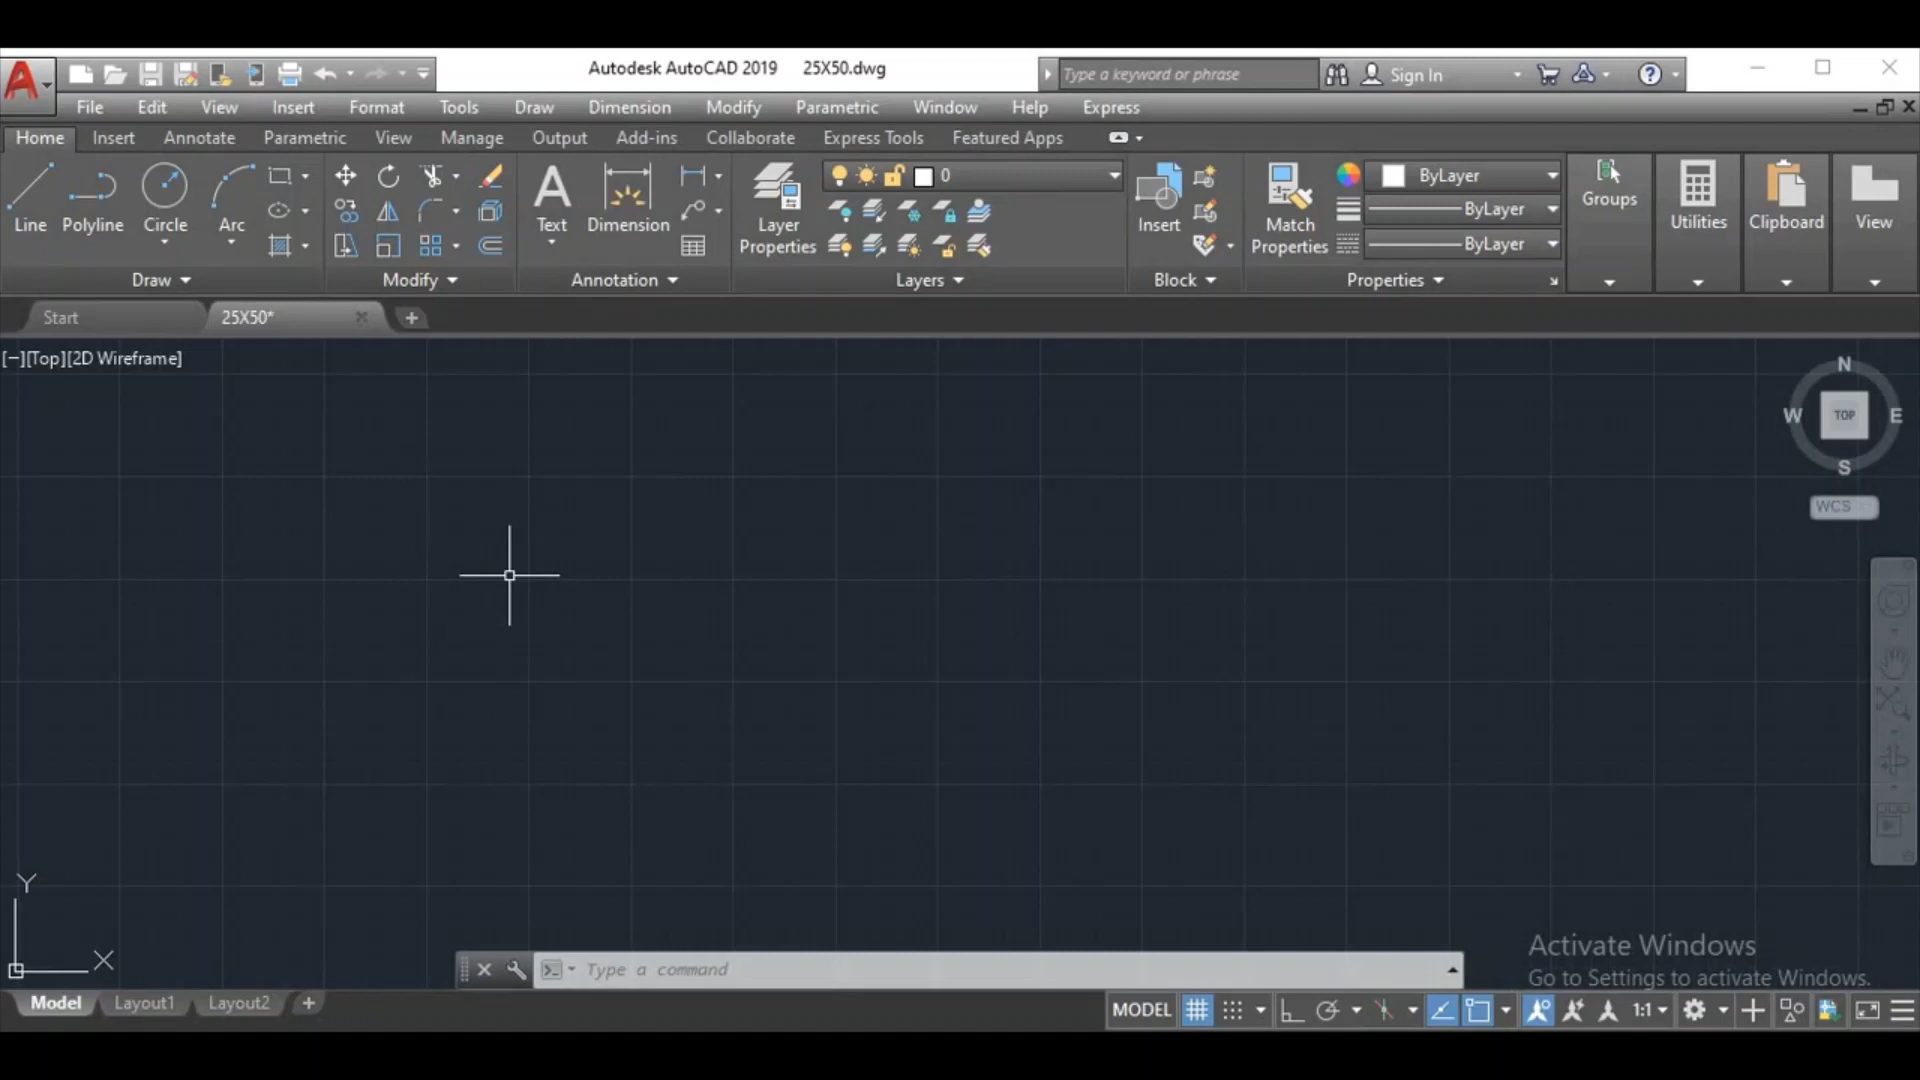 Autodesk AutoCAD 2019 25X50.dwg
Type a keyword or phrase
Sign In
File Edit View Insert Format Tools Draw Dimension Modify Parametric Window Help Express
Home Insert Annotate Parametric View Manage Output Add-ins Collaborate Express Tools Featured Apps
0
ByLayer
ByLayer
ByLayer
Line Polyline Circle Arc
Text Dimension
Layer Properties
Insert
Match Properties
Groups
Utilities
Clipboard
View
Draw Modify Annotation Layers Block Properties
Start 25X50* +
[−][Top][2D Wireframe]
N
W TOP E
S
WCS
Y
X
Type a command
Activate Windows
Go to Settings to activate Windows.
Model Layout1 Layout2 +
MODEL 1:1